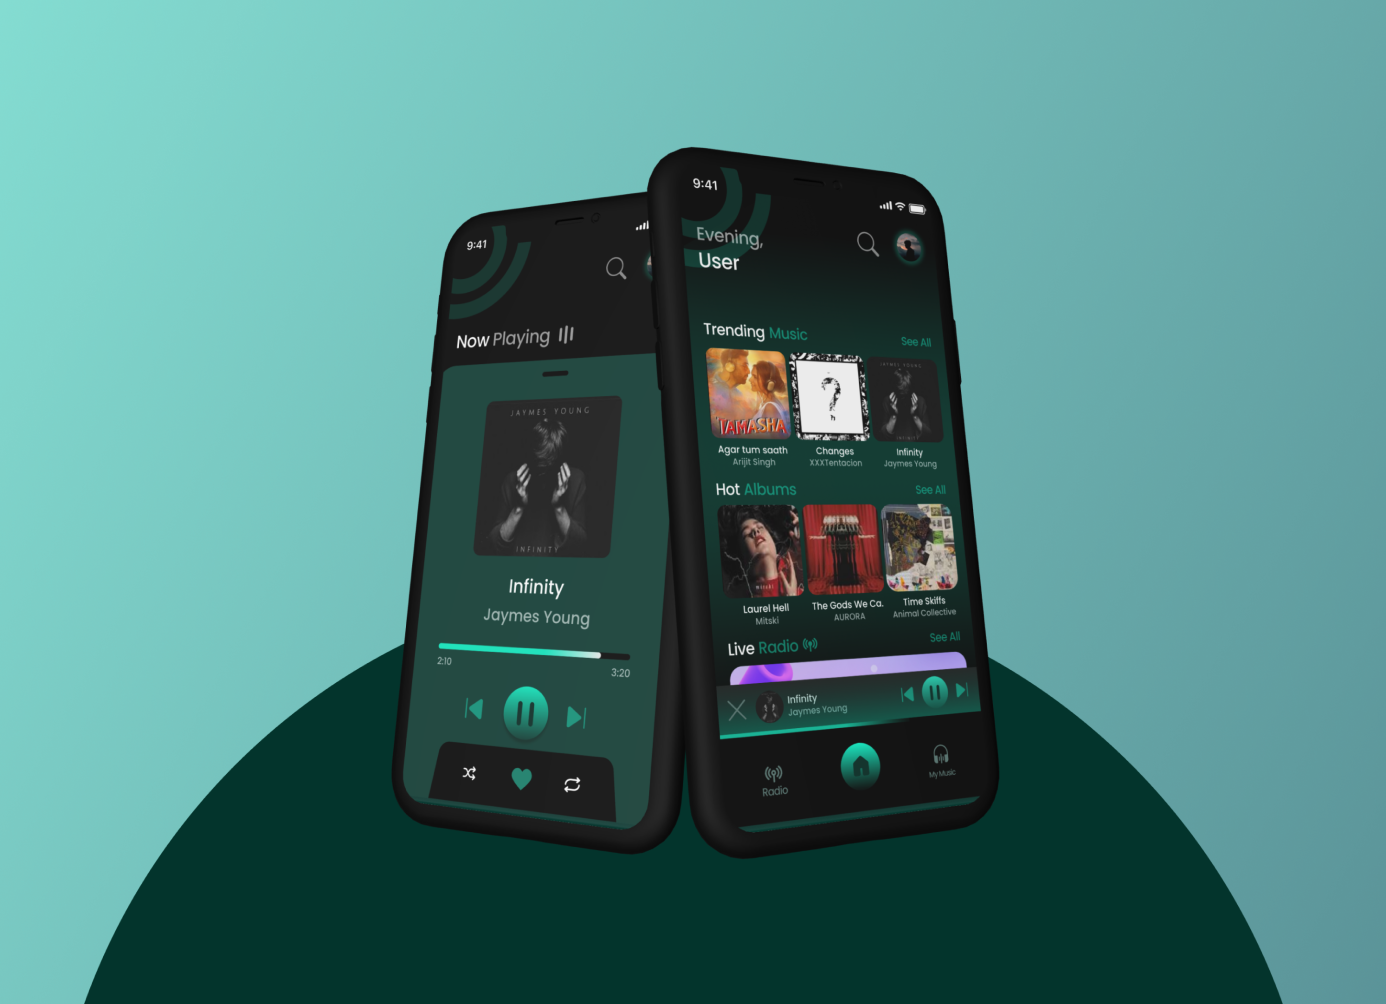 9:41
Now Playing
JAYMES YOUNG
INFINITY
Infinity
Jaymes Young
2:10
3:20
9:41
Evening,
User
Trending Music
See All
TAMASHA
JAYMES YOUNG
INFINITY
Agar tum saath
Arijit Singh
Changes
XXXTentacion
Infinity
Jaymes Young
Hot Albums
See All
mitski
Laurel Hell
Mitski
The Gods We Ca.
AURORA
Time Skiffs
Animal Collective
Live Radio
See All
Infinity
Jaymes Young
Radio
My Music